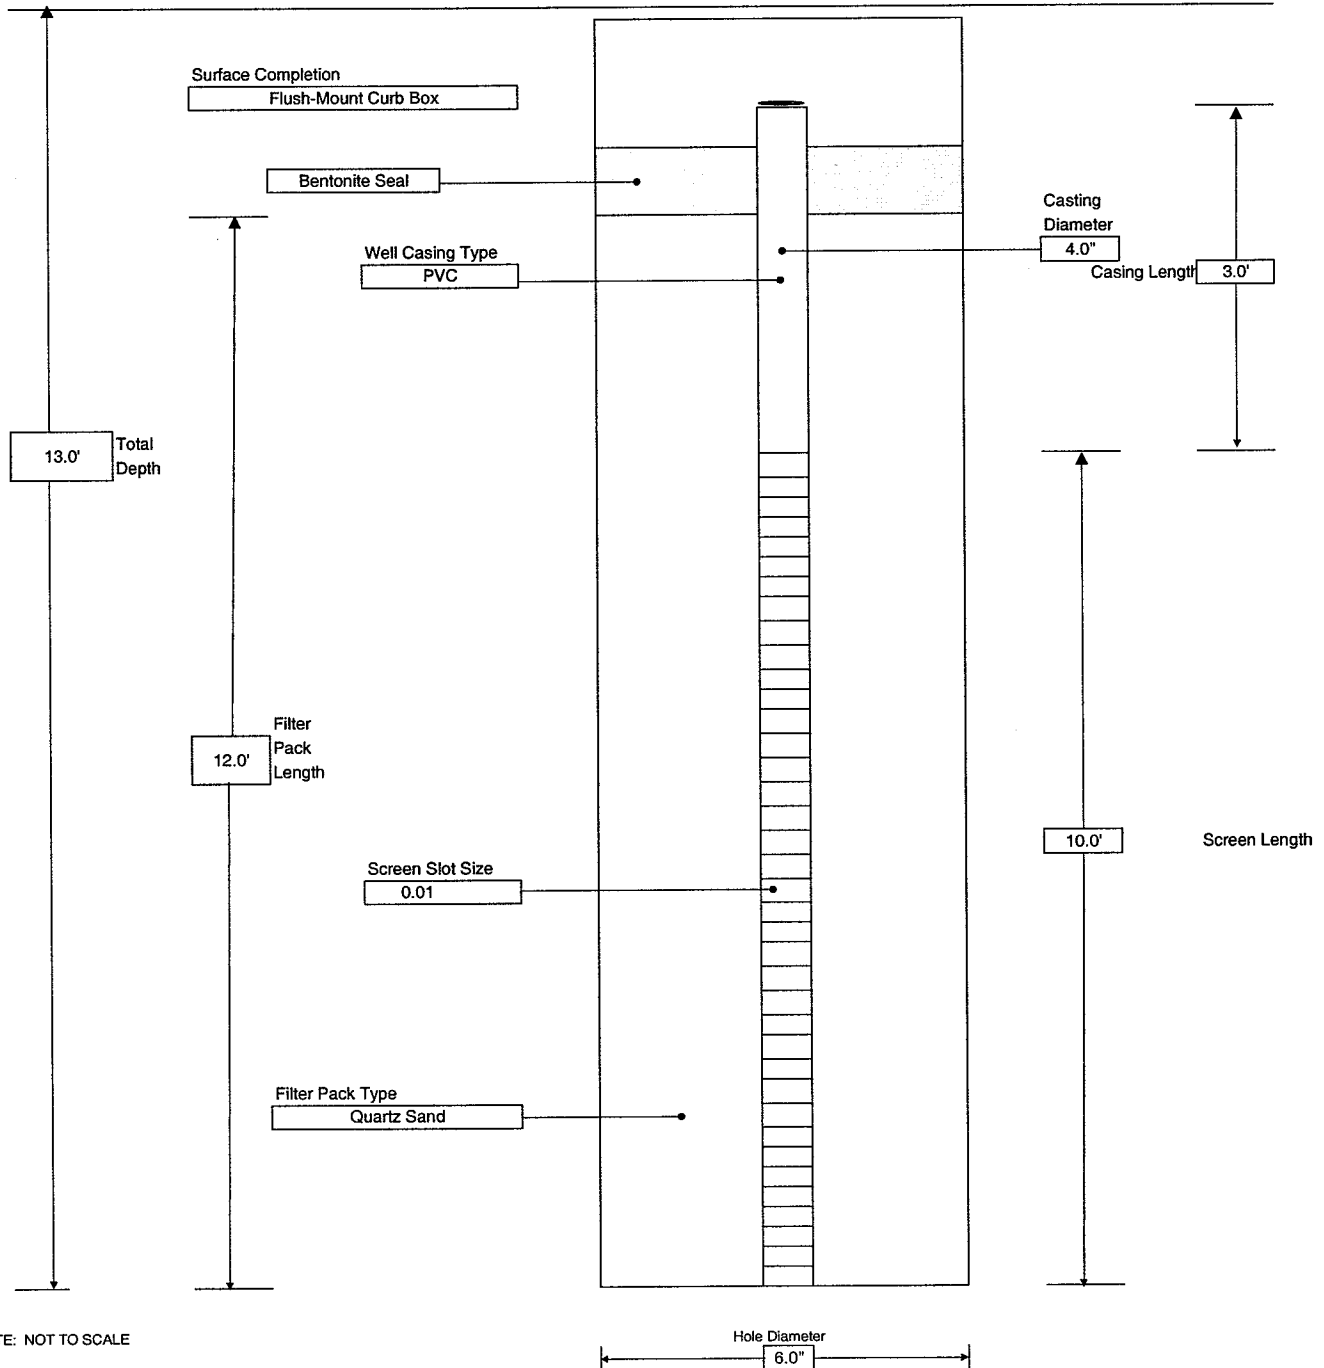 Surface Completion
Flush-Mount Curb Box
Bentonite Seal
Casting
Diameter
4.0"
Well Casing Type
PVC
Casing Length
3.0'
13.0'
Total
Depth
Filter
Pack
Length
12.0'
10.0'
Screen Length
Screen Slot Size
0.01
Filter Pack Type
Quartz Sand
TE: NOT TO SCALE
Hole Diameter
6.0"